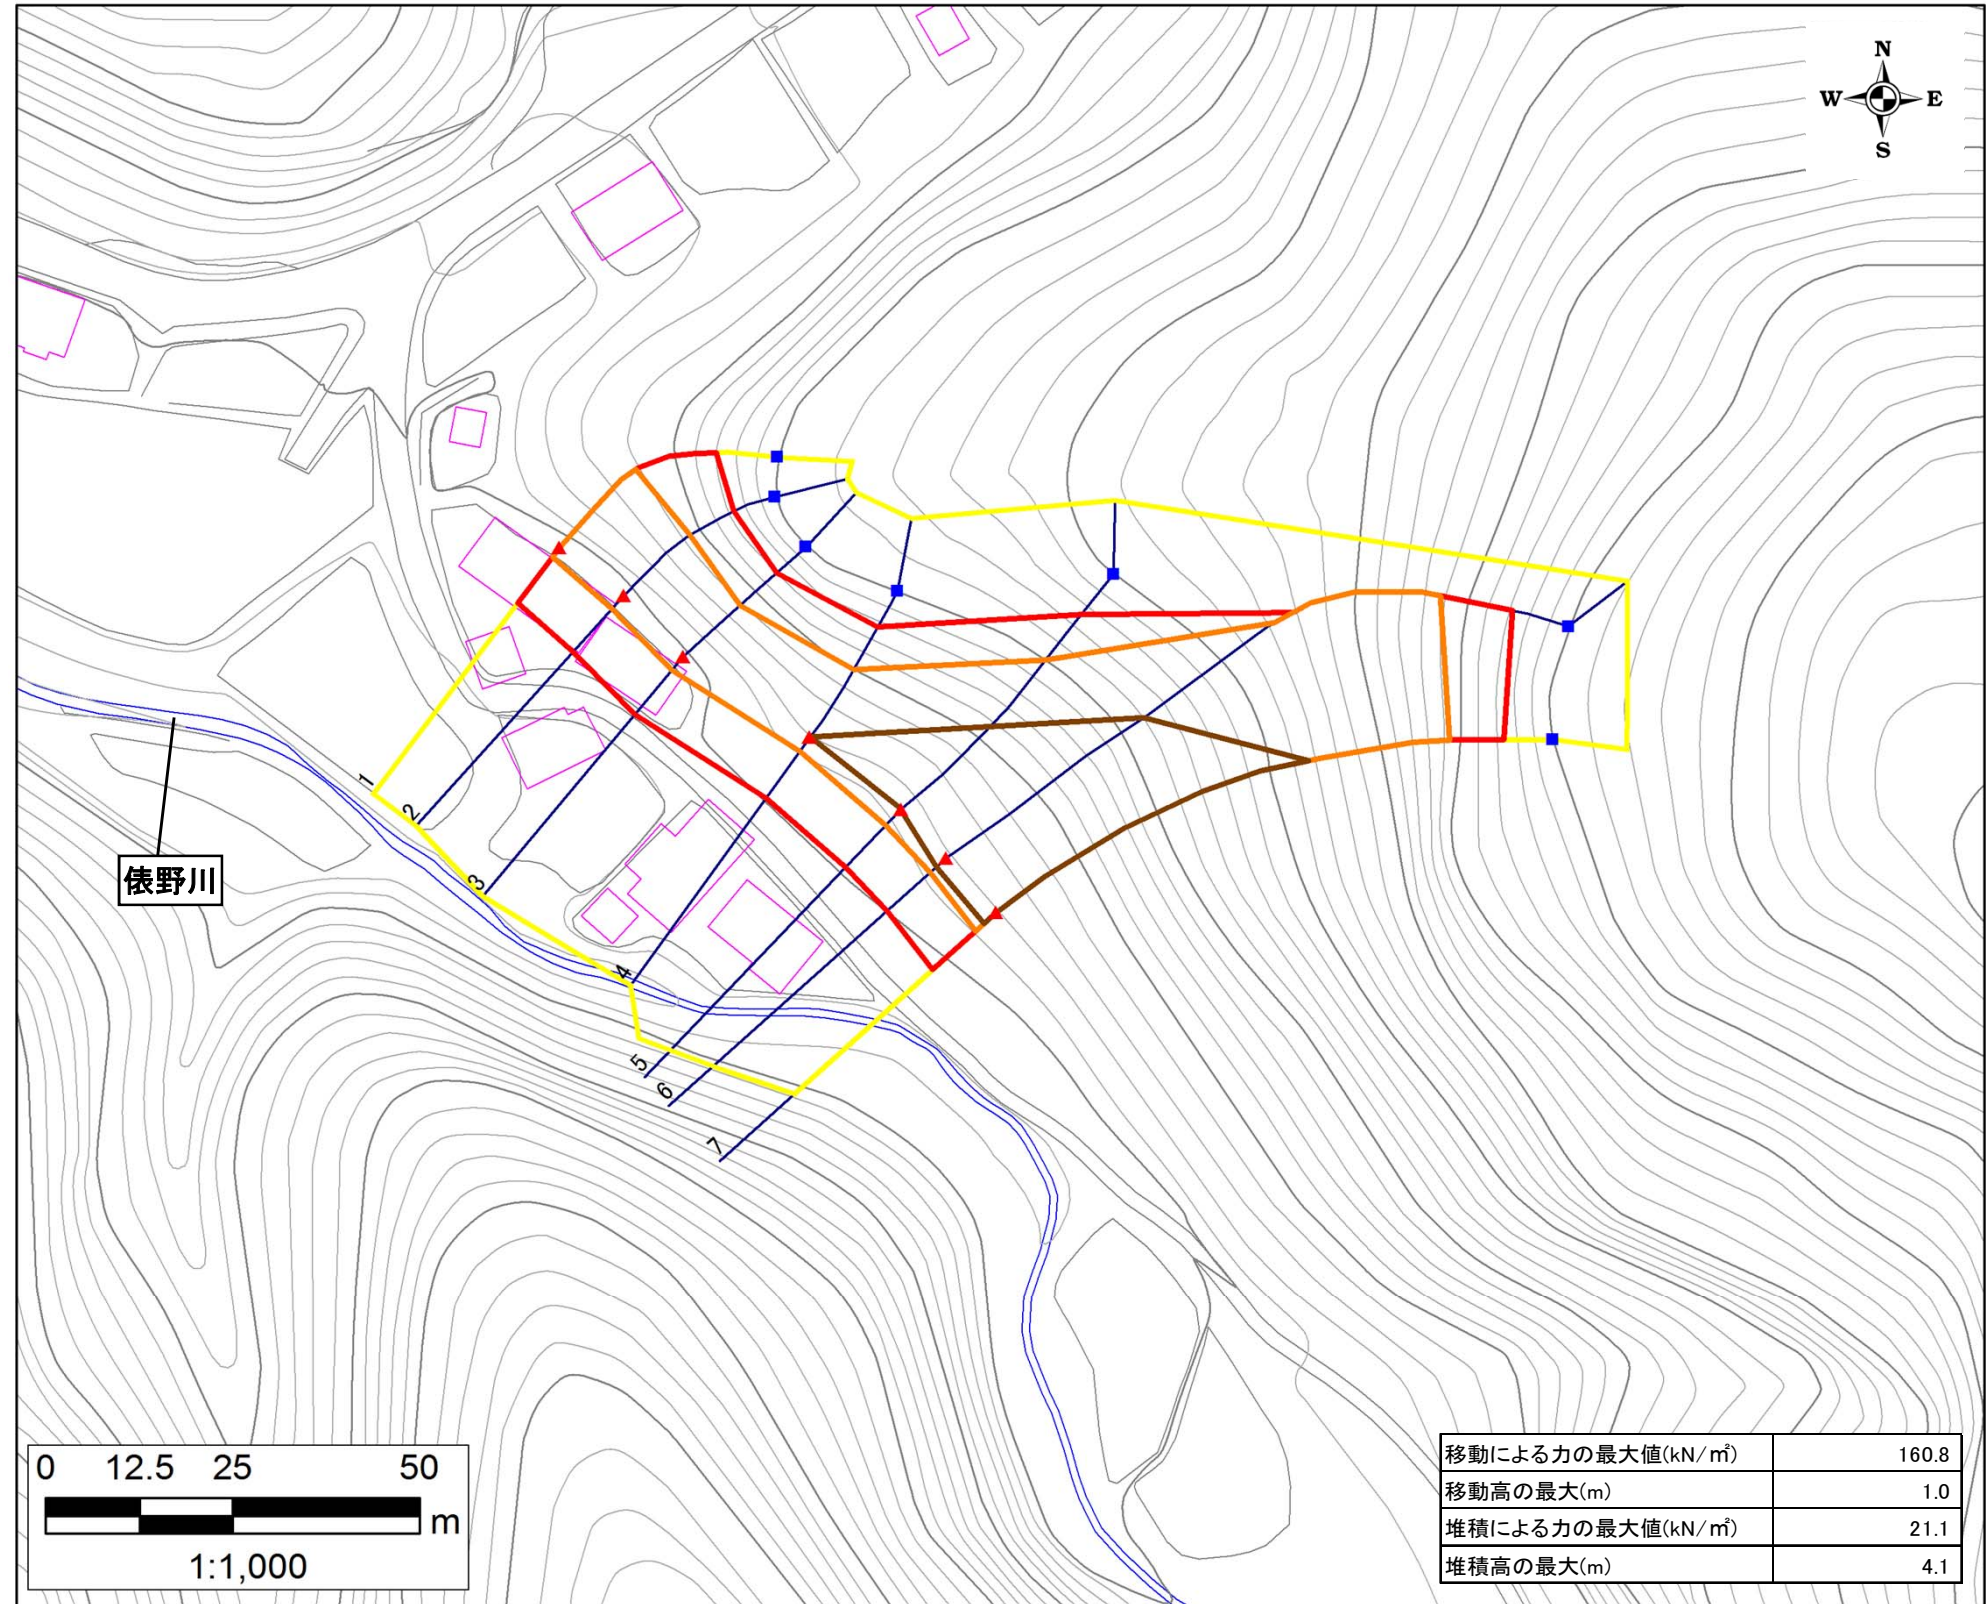 N
W E
S
俵野川
1
2
3
4
5
6
7
0 12.5 25 50
m
1:1,000
移動による力の最大値(kN/㎡) 160.8
移動高の最大(m) 1.0
堆積による力の最大値(kN/㎡) 21.1
堆積高の最大(m) 4.1